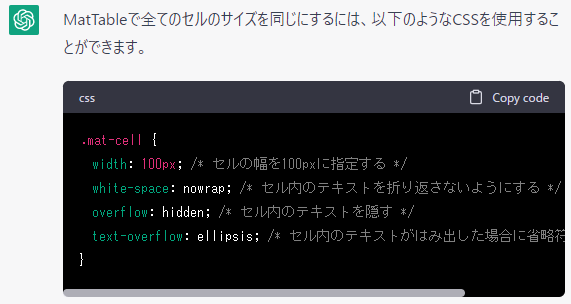 MatTableで全てのセルのサイズを同じにするには、以下のようなCSSを使用するこ
とができます。
css Copy code
.mat-cell {
width: 100px; /* セルの幅を100pxに指定する */
white-space: nowrap; /* セル内のテキストを折り返さないようにする */
overflow: hidden; /* セル内のテキストを隠す */
text-overflow: ellipsis; /* セル内のテキストがはみ出した場合に省略符
}